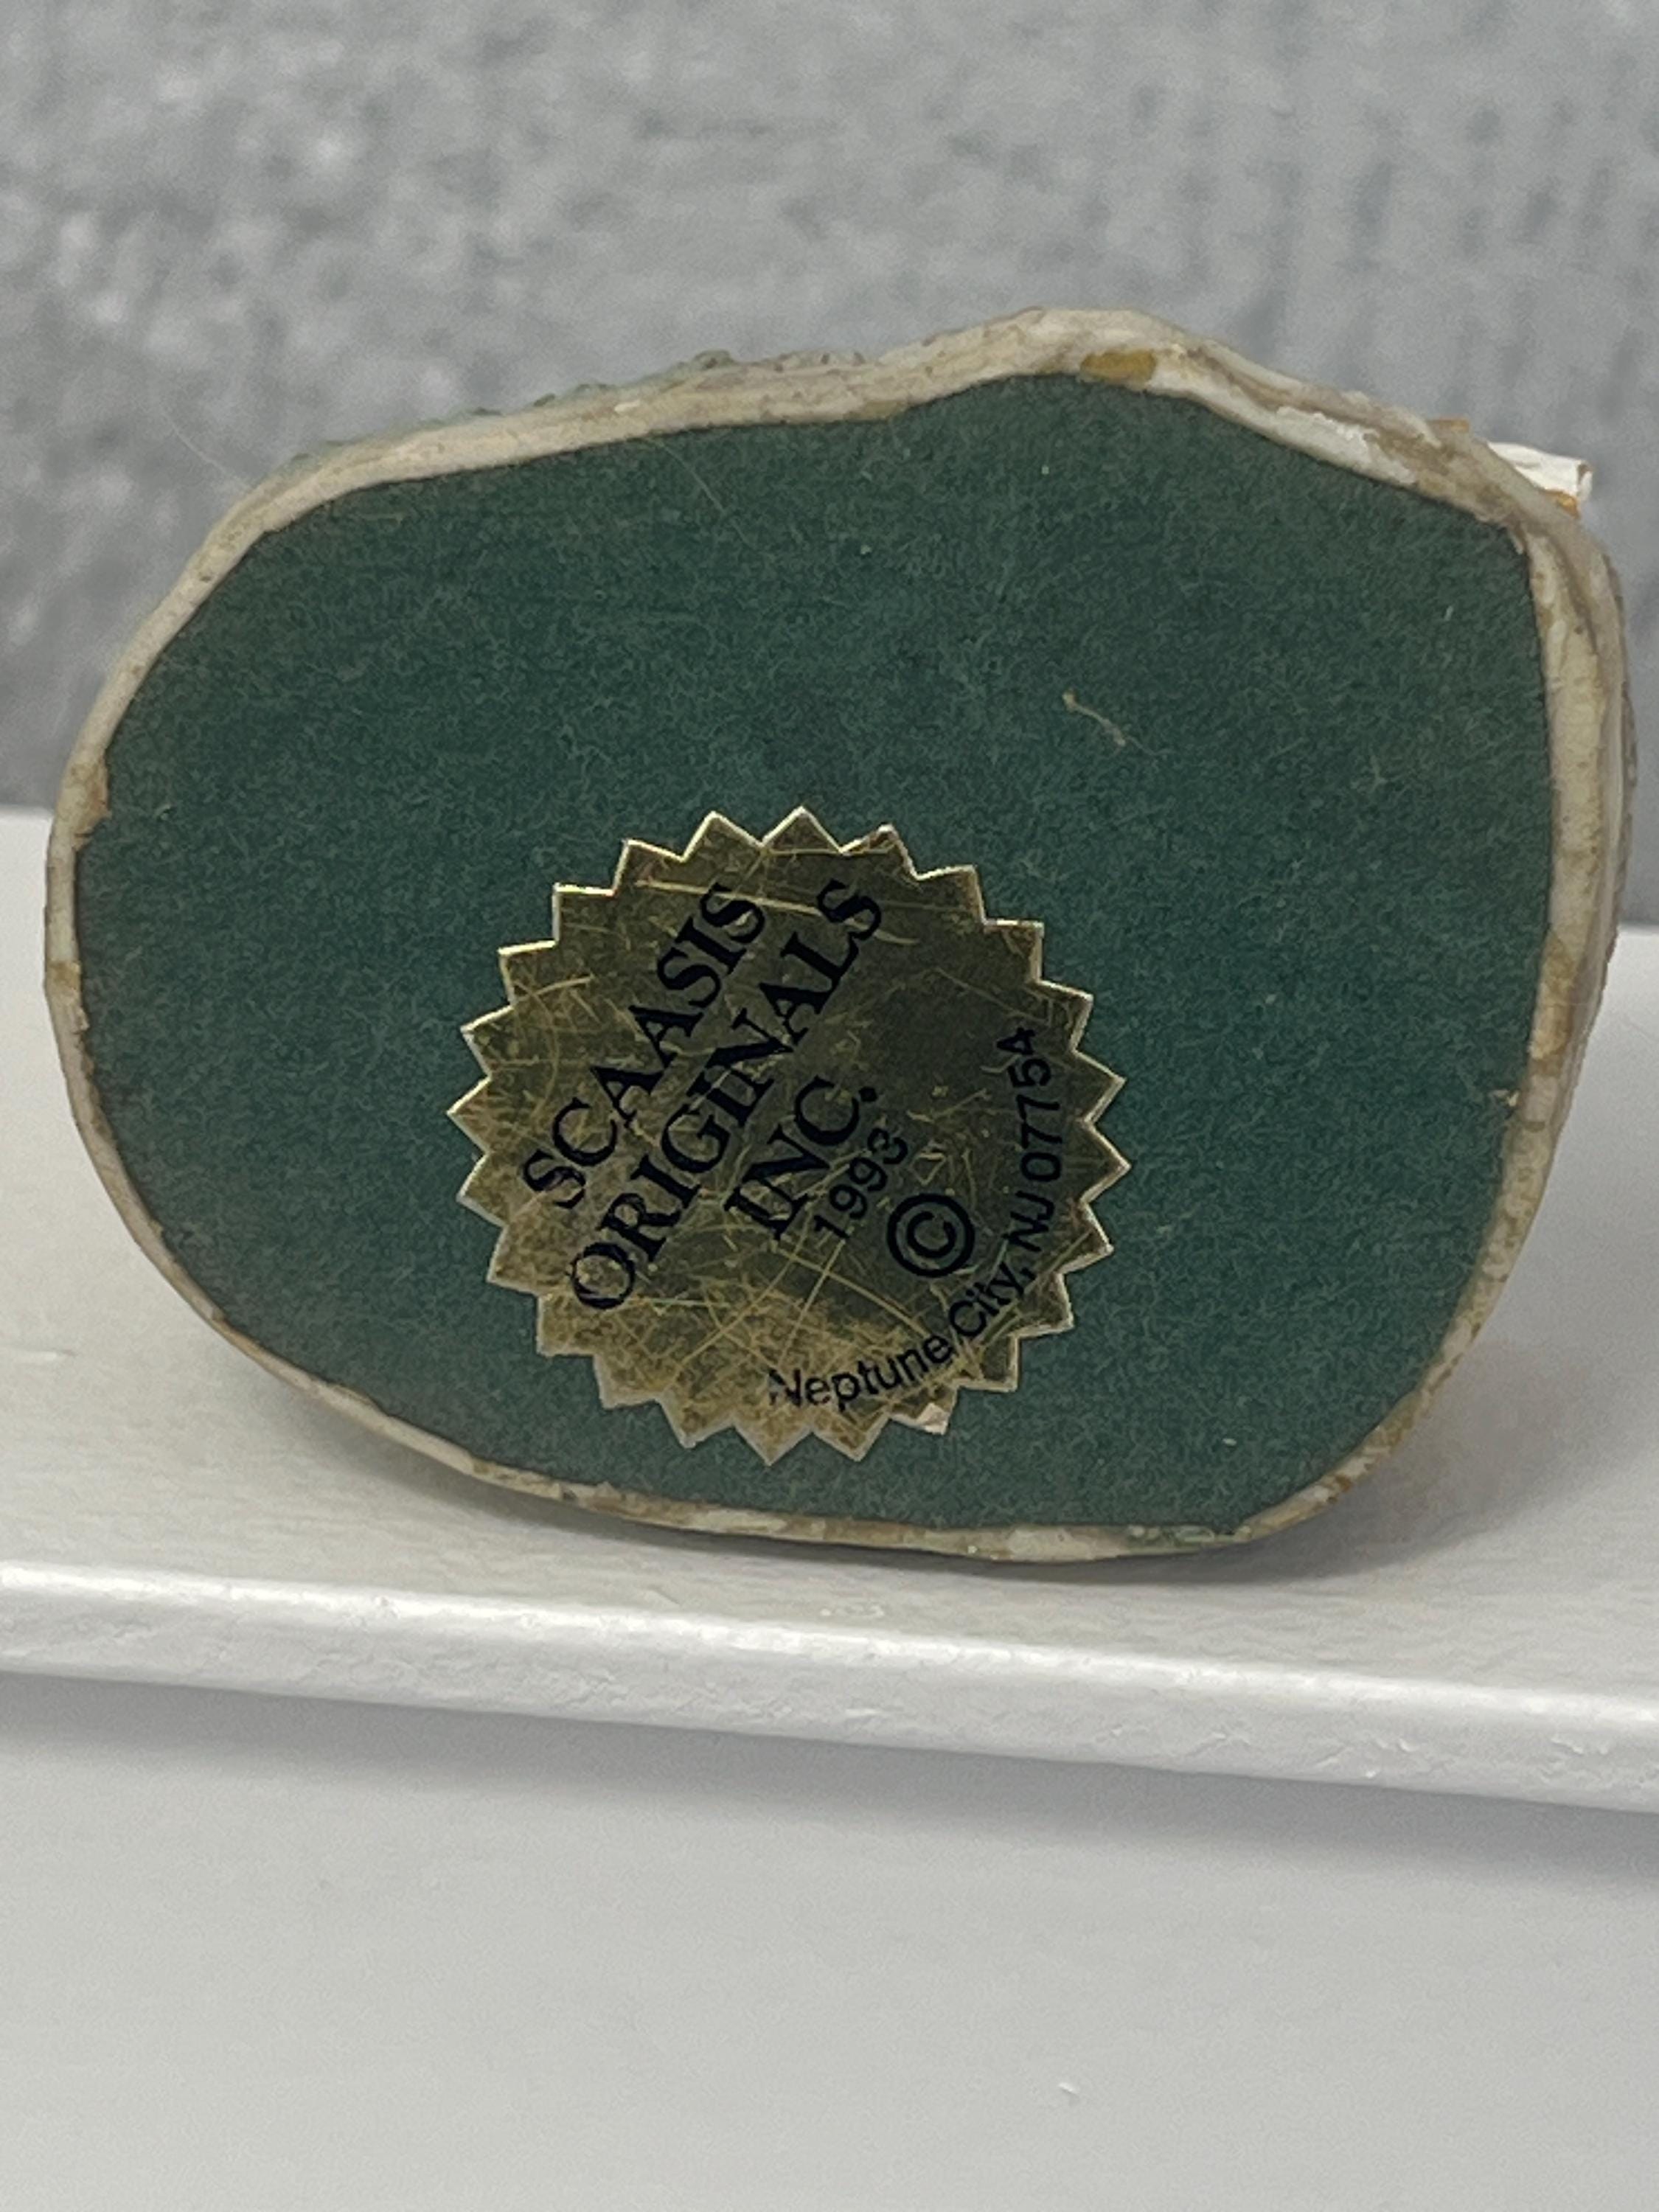 SCAASIS
ORIGINALS
INC.
1993
©
Neptune City, NJ 07754